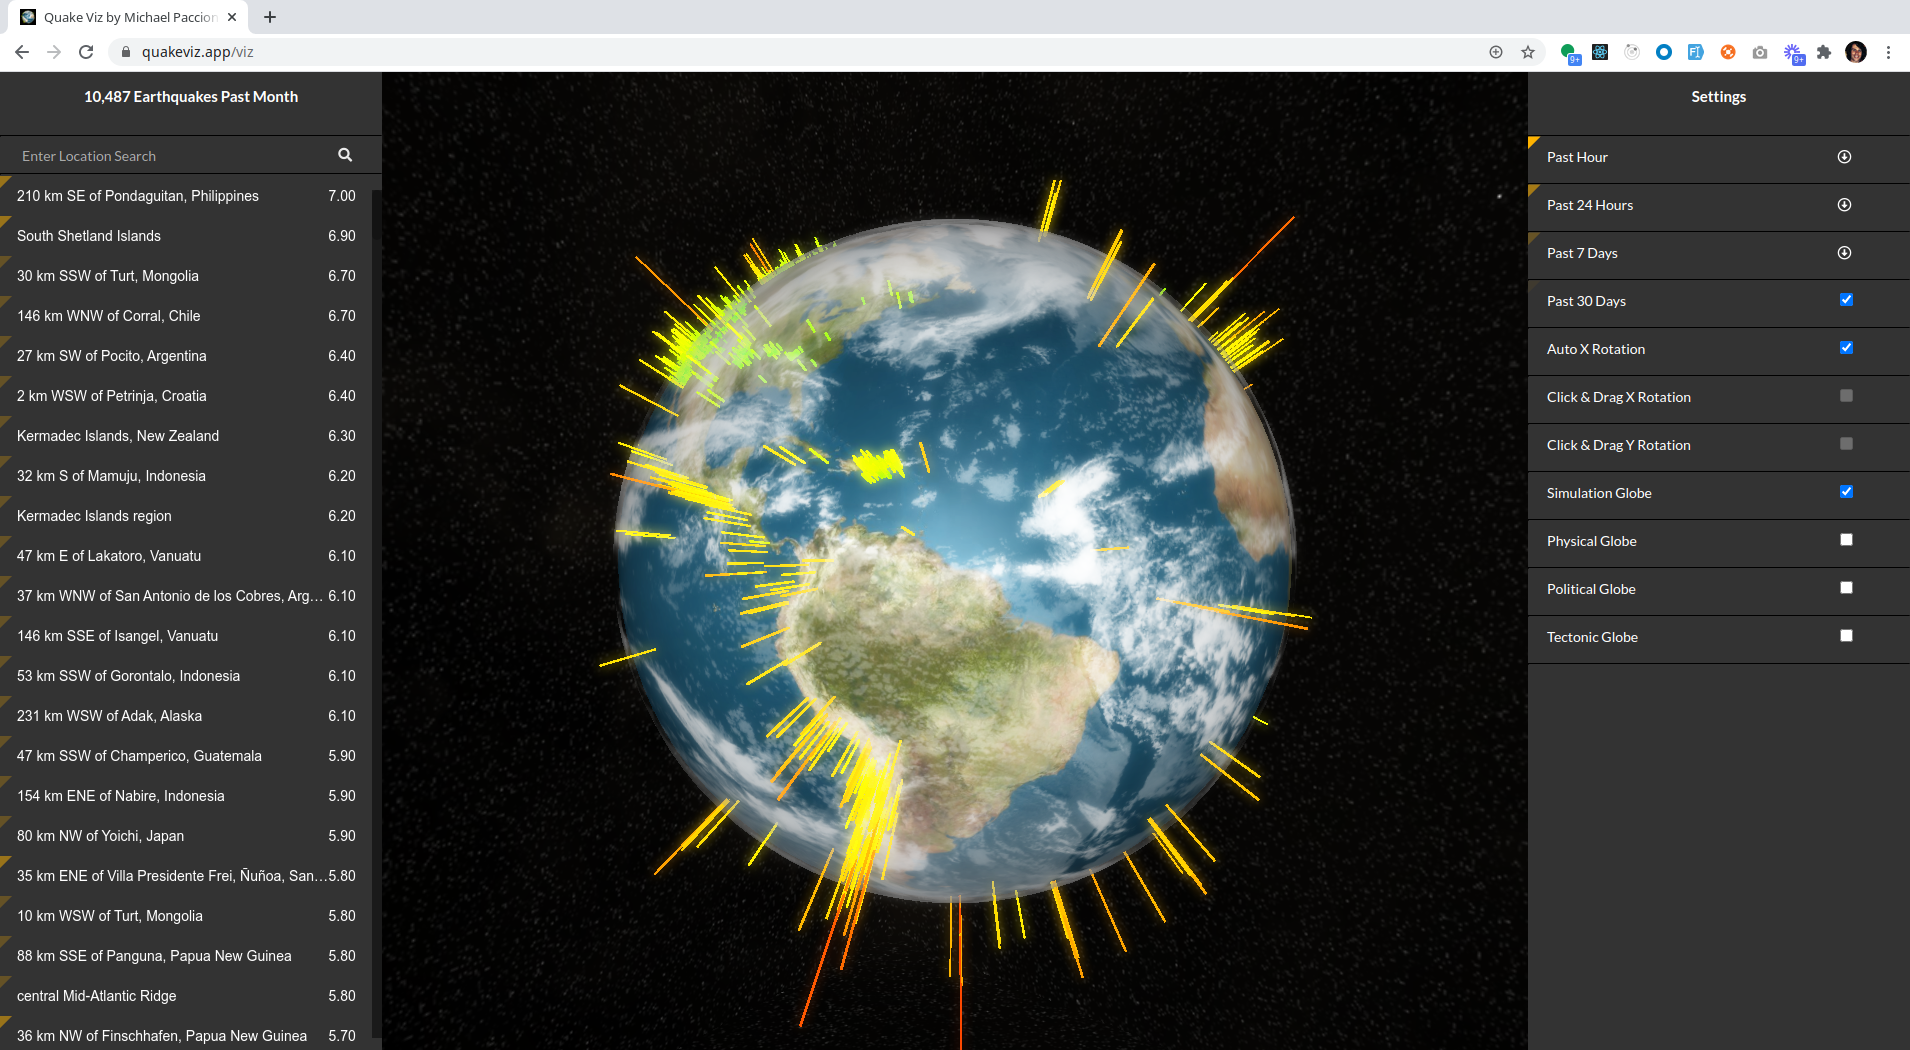 Quake Viz by Michael Paccion
quakeviz.app/viz
9+
9+
10,487 Earthquakes Past Month
Enter Location Search
210 km SE of Pondaguitan, Philippines 7.00
South Shetland Islands 6.90
30 km SSW of Turt, Mongolia 6.70
146 km WNW of Corral, Chile 6.70
27 km SW of Pocito, Argentina 6.40
2 km WSW of Petrinja, Croatia 6.40
Kermadec Islands, New Zealand 6.30
32 km S of Mamuju, Indonesia 6.20
Kermadec Islands region 6.20
47 km E of Lakatoro, Vanuatu 6.10
37 km WNW of San Antonio de los Cobres, Arg... 6.10
146 km SSE of Isangel, Vanuatu 6.10
53 km SSW of Gorontalo, Indonesia 6.10
231 km WSW of Adak, Alaska 6.10
47 km SSW of Champerico, Guatemala 5.90
154 km ENE of Nabire, Indonesia 5.90
80 km NW of Yoichi, Japan 5.90
35 km ENE of Villa Presidente Frei, Ñuñoa, San... 5.80
10 km WSW of Turt, Mongolia 5.80
88 km SSE of Panguna, Papua New Guinea 5.80
central Mid-Atlantic Ridge 5.80
36 km NW of Finschhafen, Papua New Guinea 5.70
Settings
Past Hour
Past 24 Hours
Past 7 Days
Past 30 Days
Auto X Rotation
Click & Drag X Rotation
Click & Drag Y Rotation
Simulation Globe
Physical Globe
Political Globe
Tectonic Globe